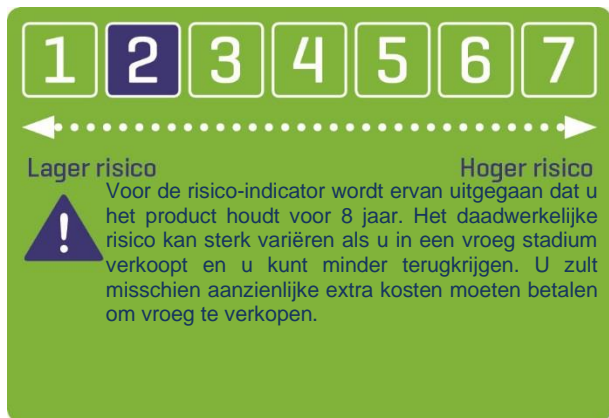 1 2 3 4 5 6 7
Lager risico Hoger risico
Voor de risico-indicator wordt ervan uitgegaan dat u
het product houdt voor 8 jaar. Het daadwerkelijke
risico kan sterk variëren als u in een vroeg stadium
verkoopt en u kunt minder terugkrijgen. U zult
misschien aanzienlijke extra kosten moeten betalen
om vroeg te verkopen.